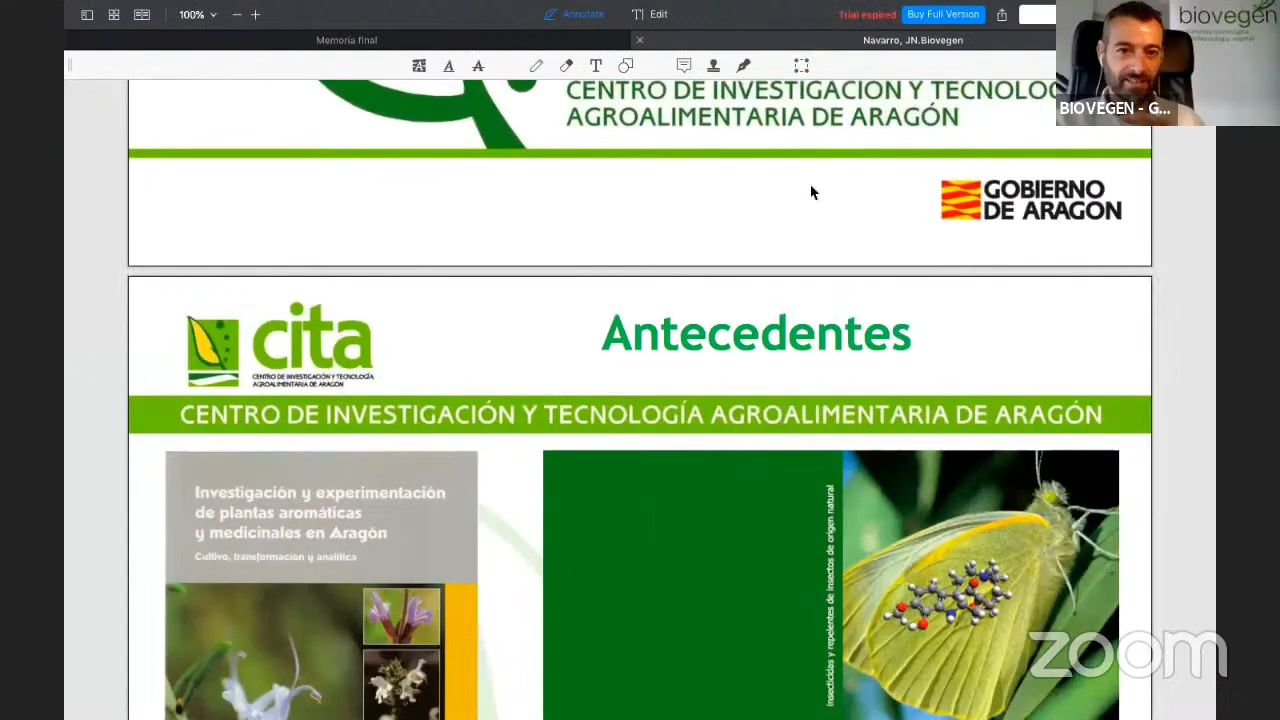 100%
Annotate
Edit
Trial expired
Buy Full Version
biovegen
Memoria final
Navarro, JN.Biovegen
BIOVEGEN - G...
CENTRO DE INVESTIGACION Y TECNOLOG
AGROALIMENTARIA DE ARAGÓN
GOBIERNO
DE ARAGON
cita
CENTRO DE INVESTIGACIÓN Y TECNOLOGÍA
AGROALIMENTARIA DE ARAGÓN
Antecedentes
CENTRO DE INVESTIGACIÓN Y TECNOLOGÍA AGROALIMENTARIA DE ARAGÓN
Investigación y experimentación
de plantas aromáticas
y medicinales en Aragón
Cultivo, transformación y analítica
insecticidas y repelentes de insectos de origen natural
zoom